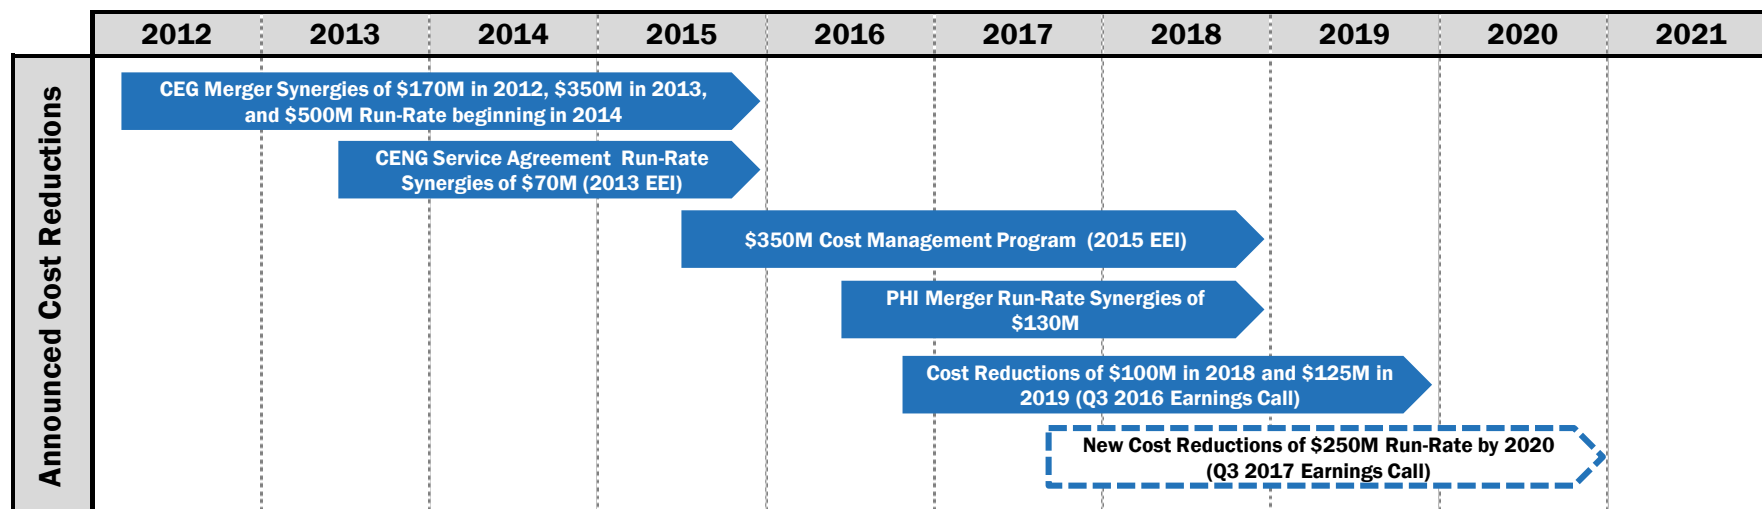 2012 2013 2014 2015 2016 2017 2018 2019 2020 2021
Announced Cost Reductions
CEG Merger Synergies of $170M in 2012, $350M in 2013,
and $500M Run-Rate beginning in 2014
CENG Service Agreement Run-Rate
Synergies of $70M (2013 EEI)
$350M Cost Management Program (2015 EEI)
PHI Merger Run-Rate Synergies of
$130M
Cost Reductions of $100M in 2018 and $125M in
2019 (Q3 2016 Earnings Call)
New Cost Reductions of $250M Run-Rate by 2020
(Q3 2017 Earnings Call)